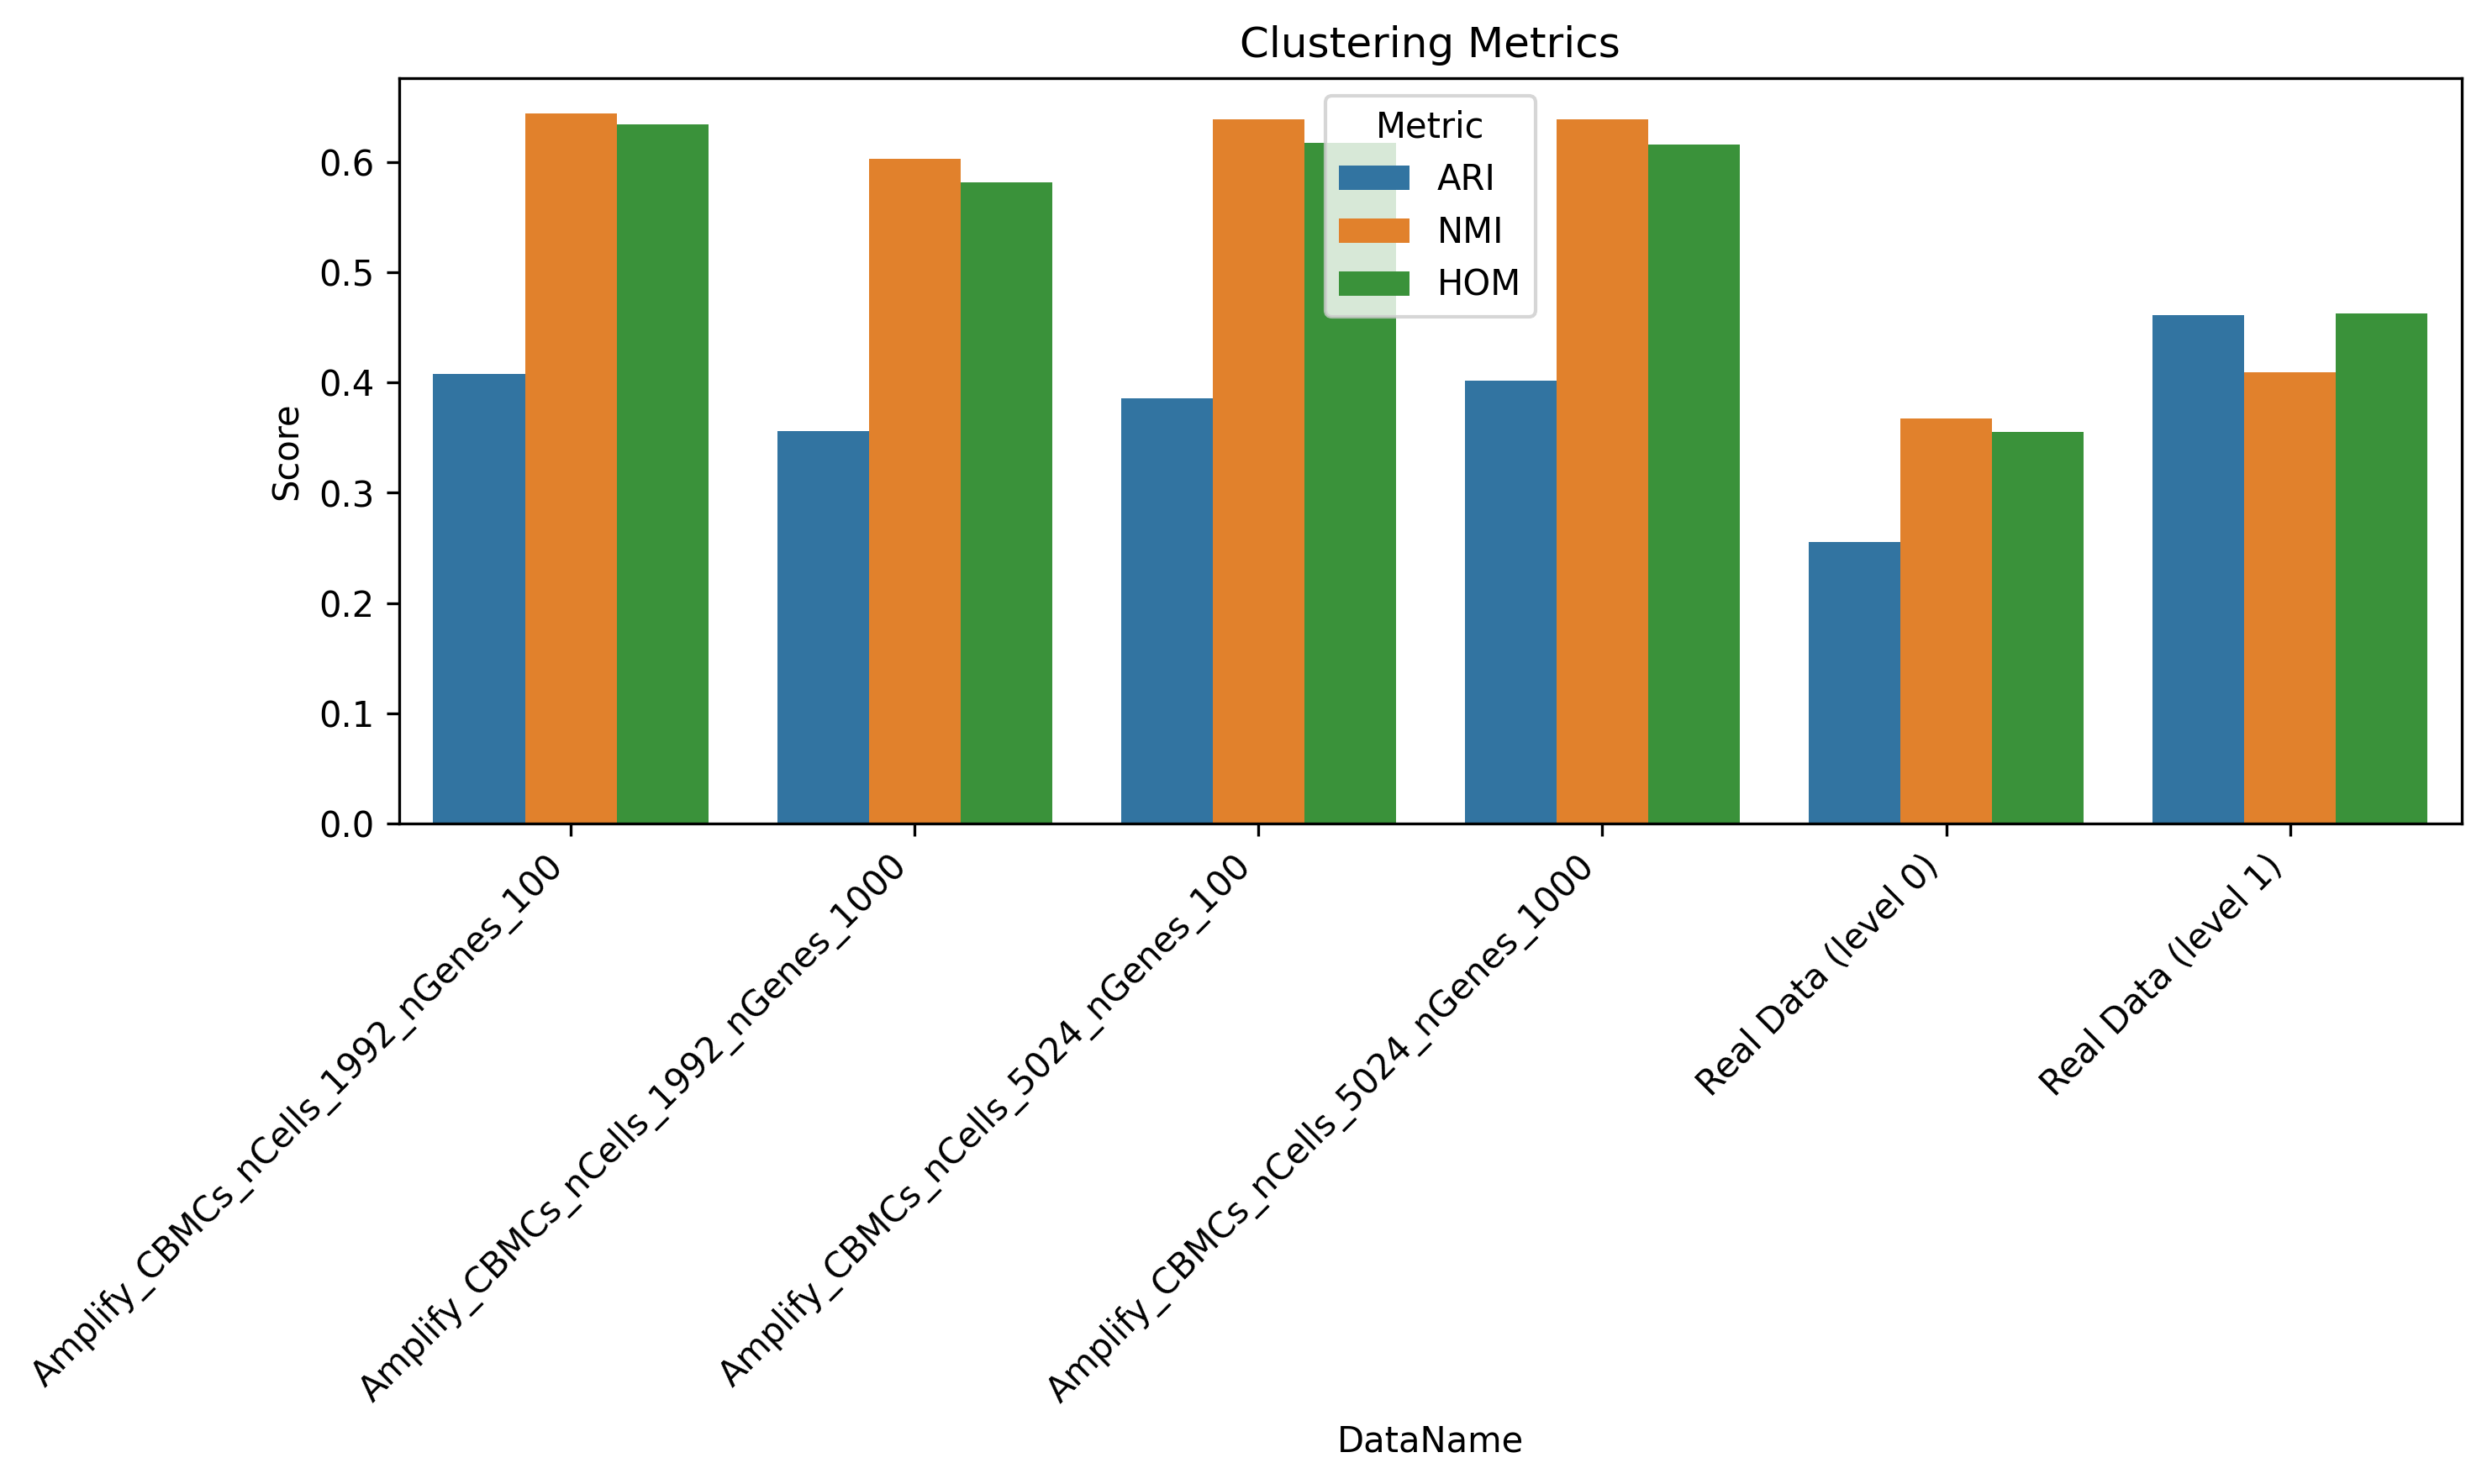 Clustering Metrics
Metric
ARI
NMI
HOM
Score
0.6
0.5
0.4
0.3
0.2
0.1
0.0
Amplify_CBMCs_nCells_1992_nGenes_100
Amplify_CBMCs_nCells_1992_nGenes_1000
Amplify_CBMCs_nCells_5024_nGenes_100
Amplify_CBMCs_nCells_5024_nGenes_1000
Real Data (level 0)
Real Data (level 1)
DataName